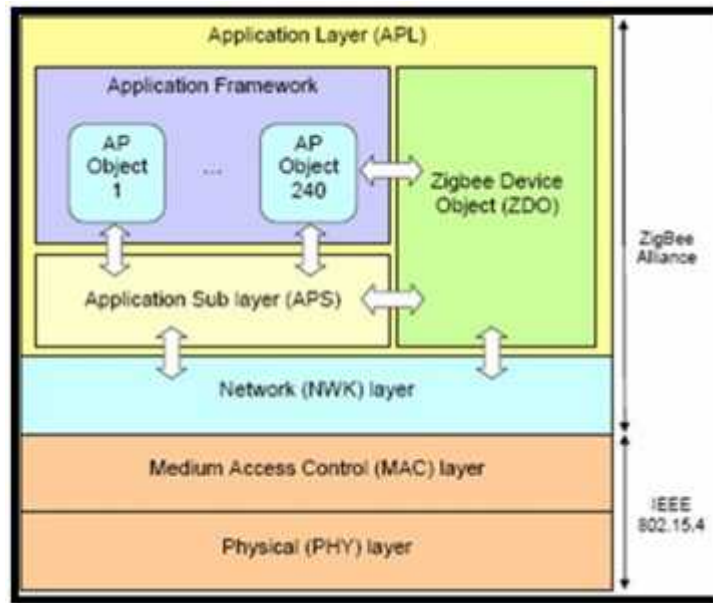 Application Layer (APL)
Application Framework
AP
Object
1
...
AP
Object
240
Zigbee Device
Object (ZDO)
Application Sub layer (APS)
Network (NWK) layer
Medium Access Control (MAC) layer
Physical (PHY) layer
ZigBee
Alliance
IEEE
802.15.4